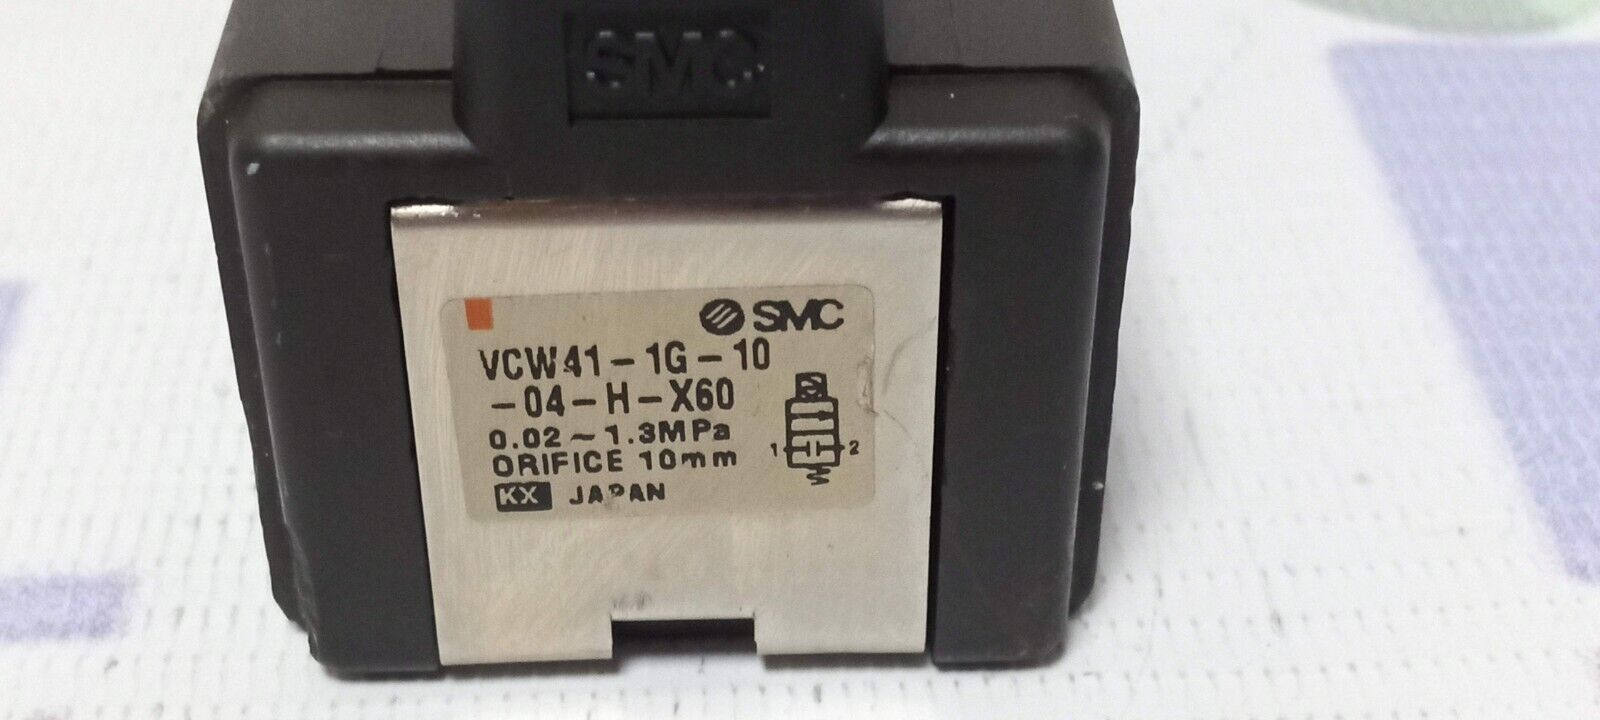 SMC
SMC
VCW41-1G-10
-04-H-X60
0.02~1.3MPa
1 2
ORIFICE 10mm
KX JAPAN